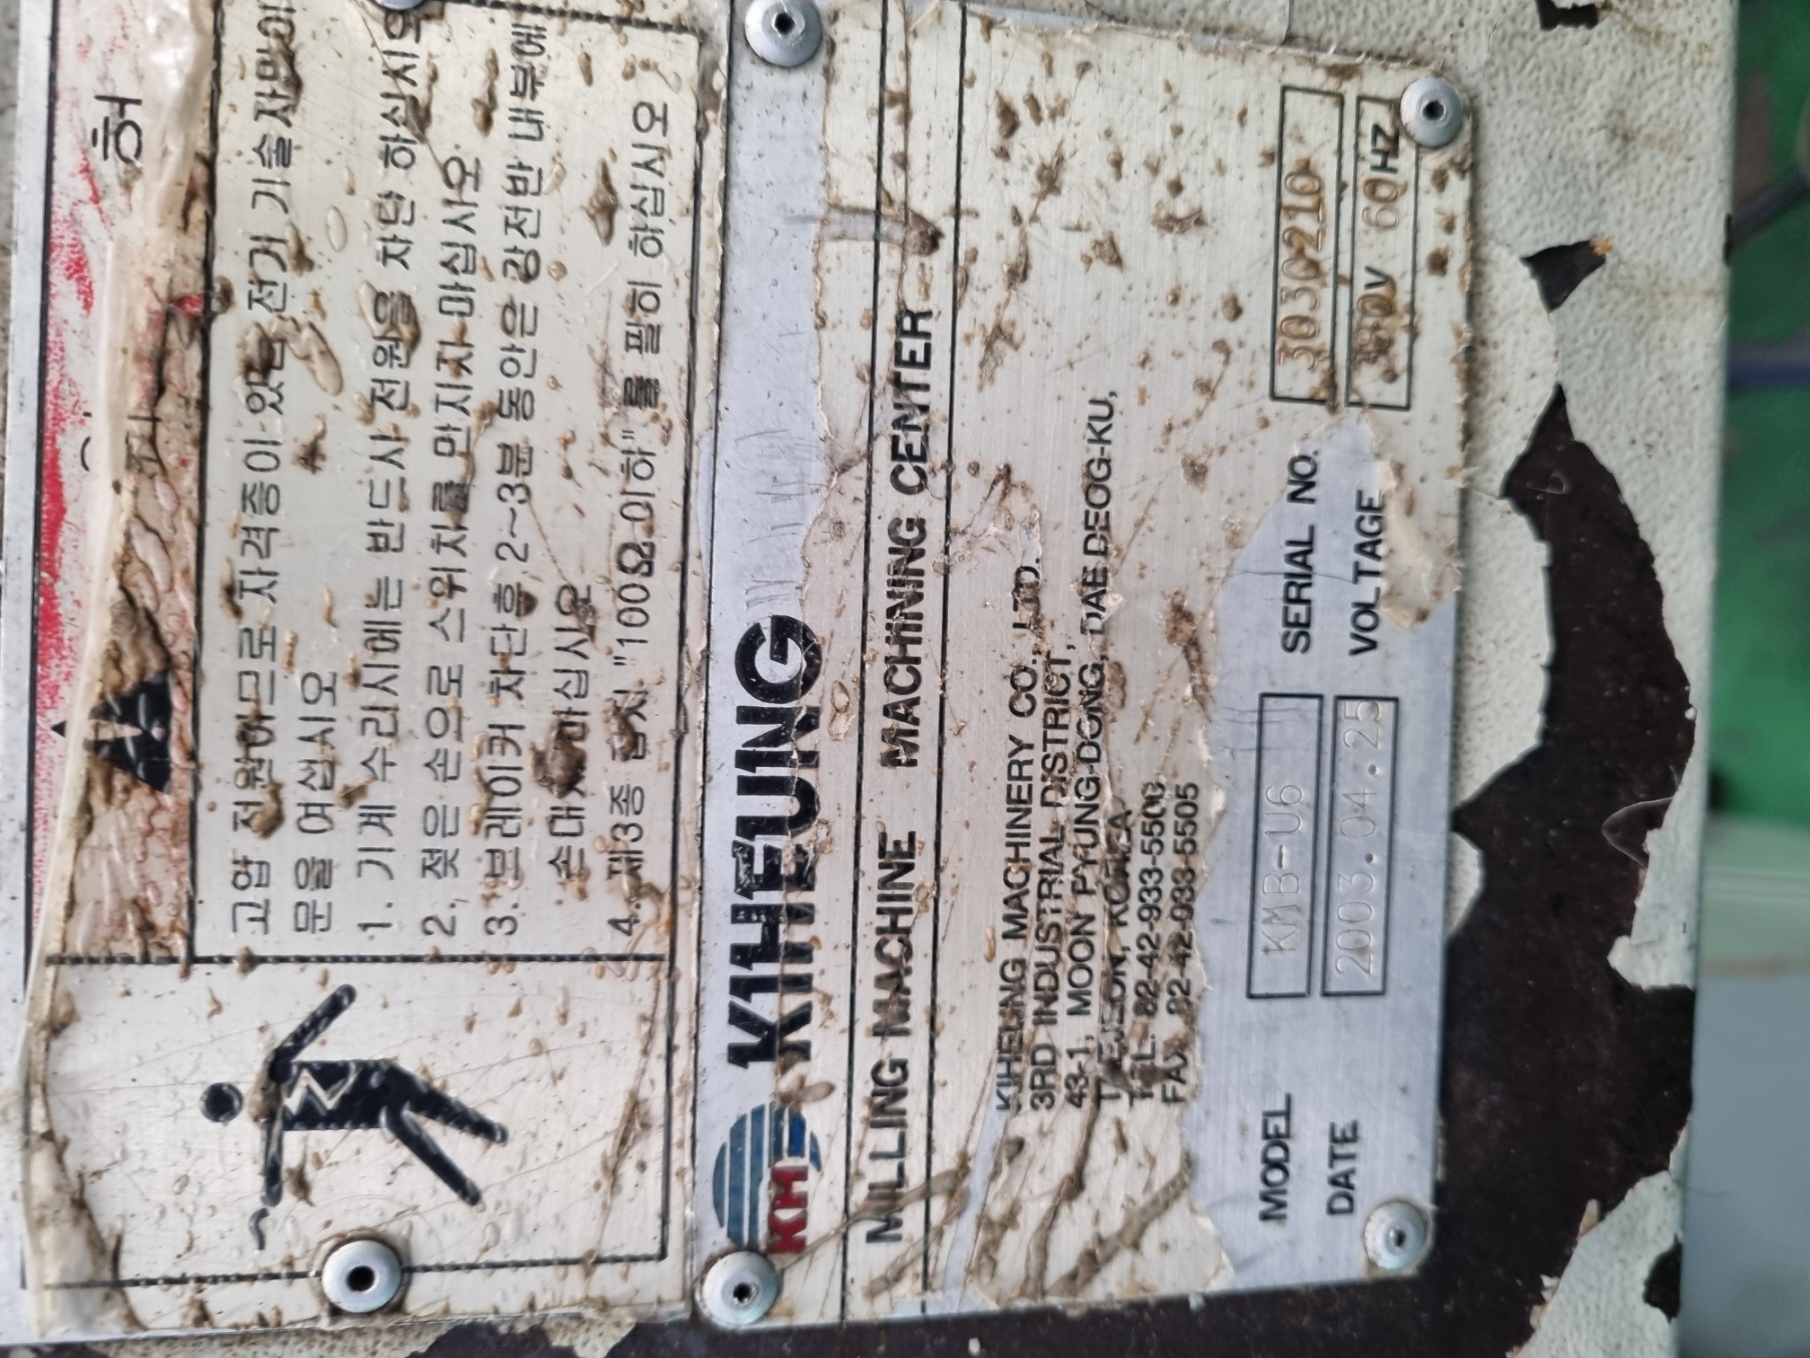 위 험
고압 전원이므로 자격증이 있는 전기 기술자만이
문을 여십시오
1. 기계 수리시에는 반드시 전원을 차단 하십시오
2. 젖은 손으로 스위치를 만지지 마십시오
3. 브레이커 차단후 2~3분 동안은 강전반 내부에
손대지마십시오
4. 제3종 접지 "100Ω 이하"를 필히 하십시오
KH KIHEUNG
MILLING MACHINE MACHINING CENTER
KIHEUNG MACHINERY CO., LTD.
3RD INDUSTRIAL DISTRICT,
43-1, MOON PYUNG-DONG, DAE DEOG-KU,
TAEJEON, KOREA
TEL. 82-42-933-5500
FAX. 82-42-933-5505
MODEL KMB-U6 SERIAL NO. 3030210
DATE 2003.04.25 VOLTAGE 380V 60HZ